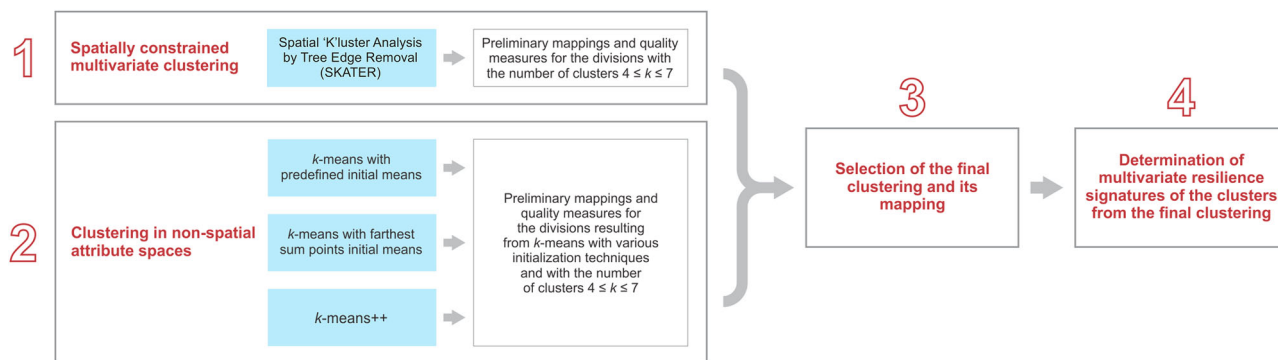 1
Spatially constrained
multivariate clustering
Spatial ‘K’luster Analysis
by Tree Edge Removal
(SKATER)
Preliminary mappings and quality
measures for the divisions with
the number of clusters 4 ≤ k ≤ 7
2
Clustering in non-spatial
attribute spaces
k-means with
predefined initial means
k-means with farthest
sum points initial means
k-means++
Preliminary mappings and
quality measures for
the divisions resulting
from k-means with various
initialization techniques
and with the number
of clusters 4 ≤ k ≤ 7
3
Selection of the final
clustering and its
mapping
4
Determination of
multivariate resilience
signatures of the clusters
from the final clustering